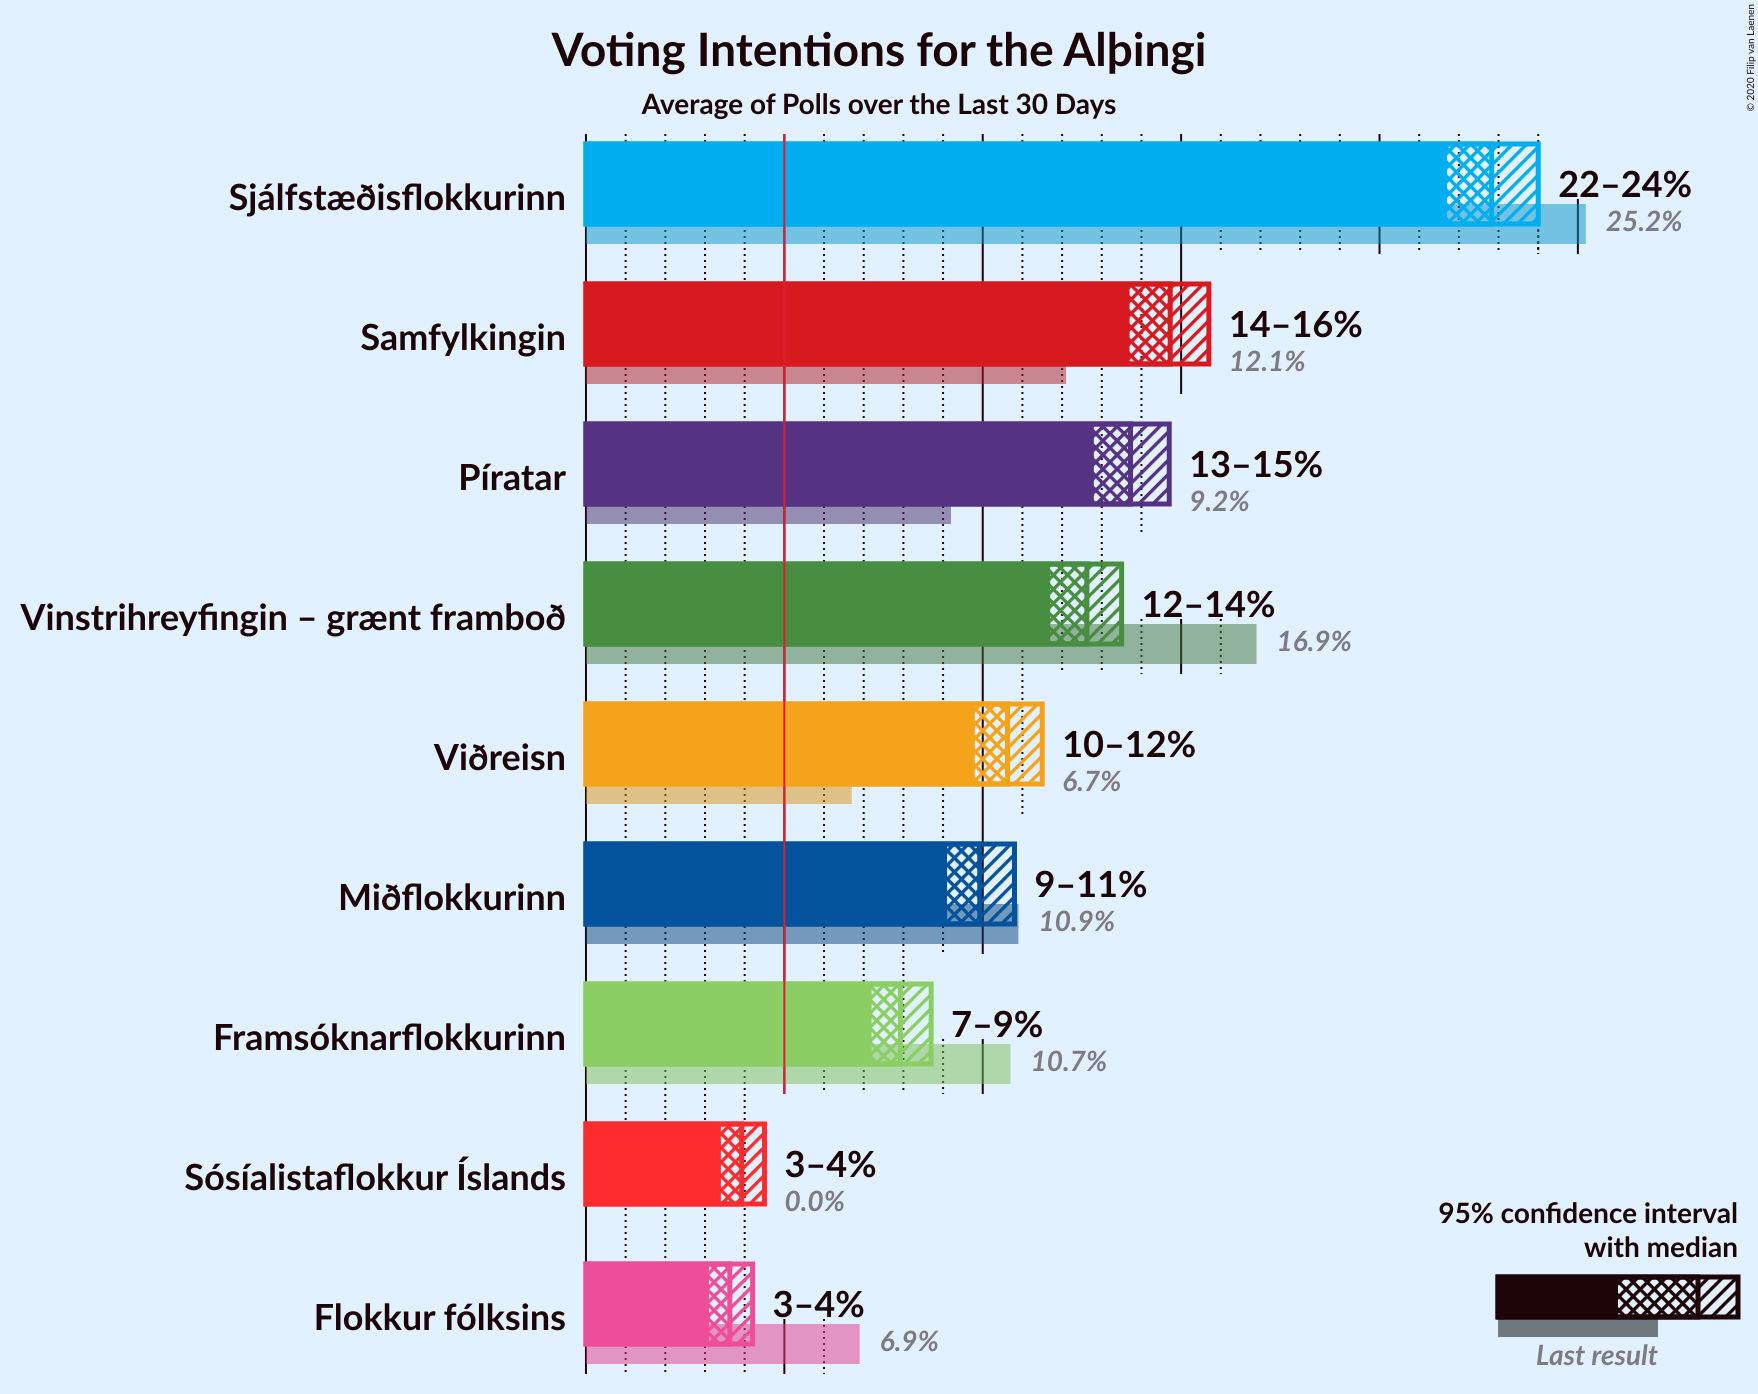 Voting Intentions for the Alþingi
Average of Polls over the Last 30 Days
© 2020 Filip van Laenen
Sjálfstæðisflokkurinn
22–24%
25.2%
Samfylkingin
14–16%
12.1%
Píratar
13–15%
9.2%
Vinstrihreyfingin – grænt framboð
12–14%
16.9%
Viðreisn
10–12%
6.7%
Miðflokkurinn
9–11%
10.9%
Framsóknarflokkurinn
7–9%
10.7%
Sósíalistaflokkur Íslands
3–4%
0.0%
Flokkur fólksins
3–4%
6.9%
95% confidence interval
with median
Last result